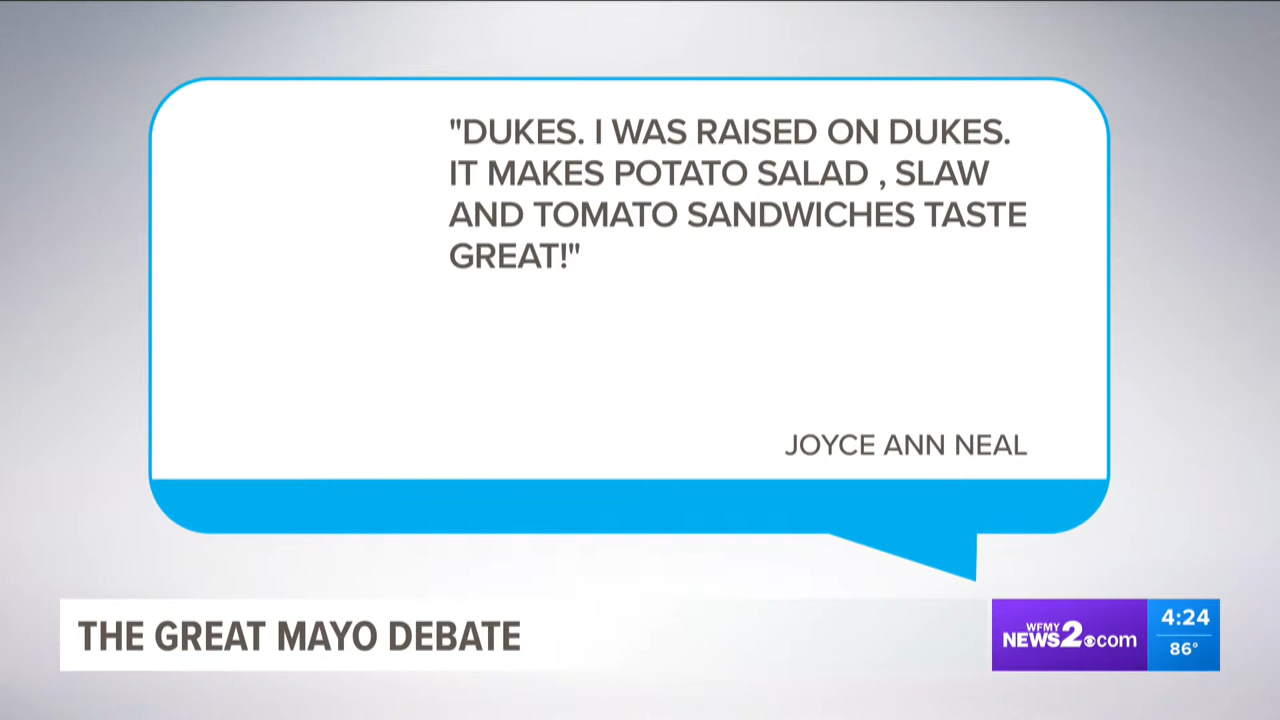 "DUKES. I WAS RAISED ON DUKES.
IT MAKES POTATO SALAD , SLAW
AND TOMATO SANDWICHES TASTE
GREAT!"
JOYCE ANN NEAL
THE GREAT MAYO DEBATE
WFMY
NEWS2.com
4:24
86°